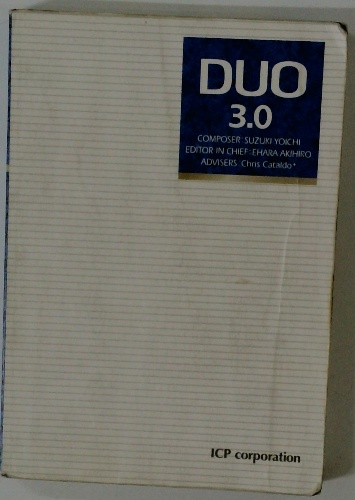 DUO
3.0
COMPOSER : SUZUKI YOICHI
EDITOR IN CHIEF : EHARA AKIHIRO
ADVISERS : Chris Cataldo+
ICP corporation